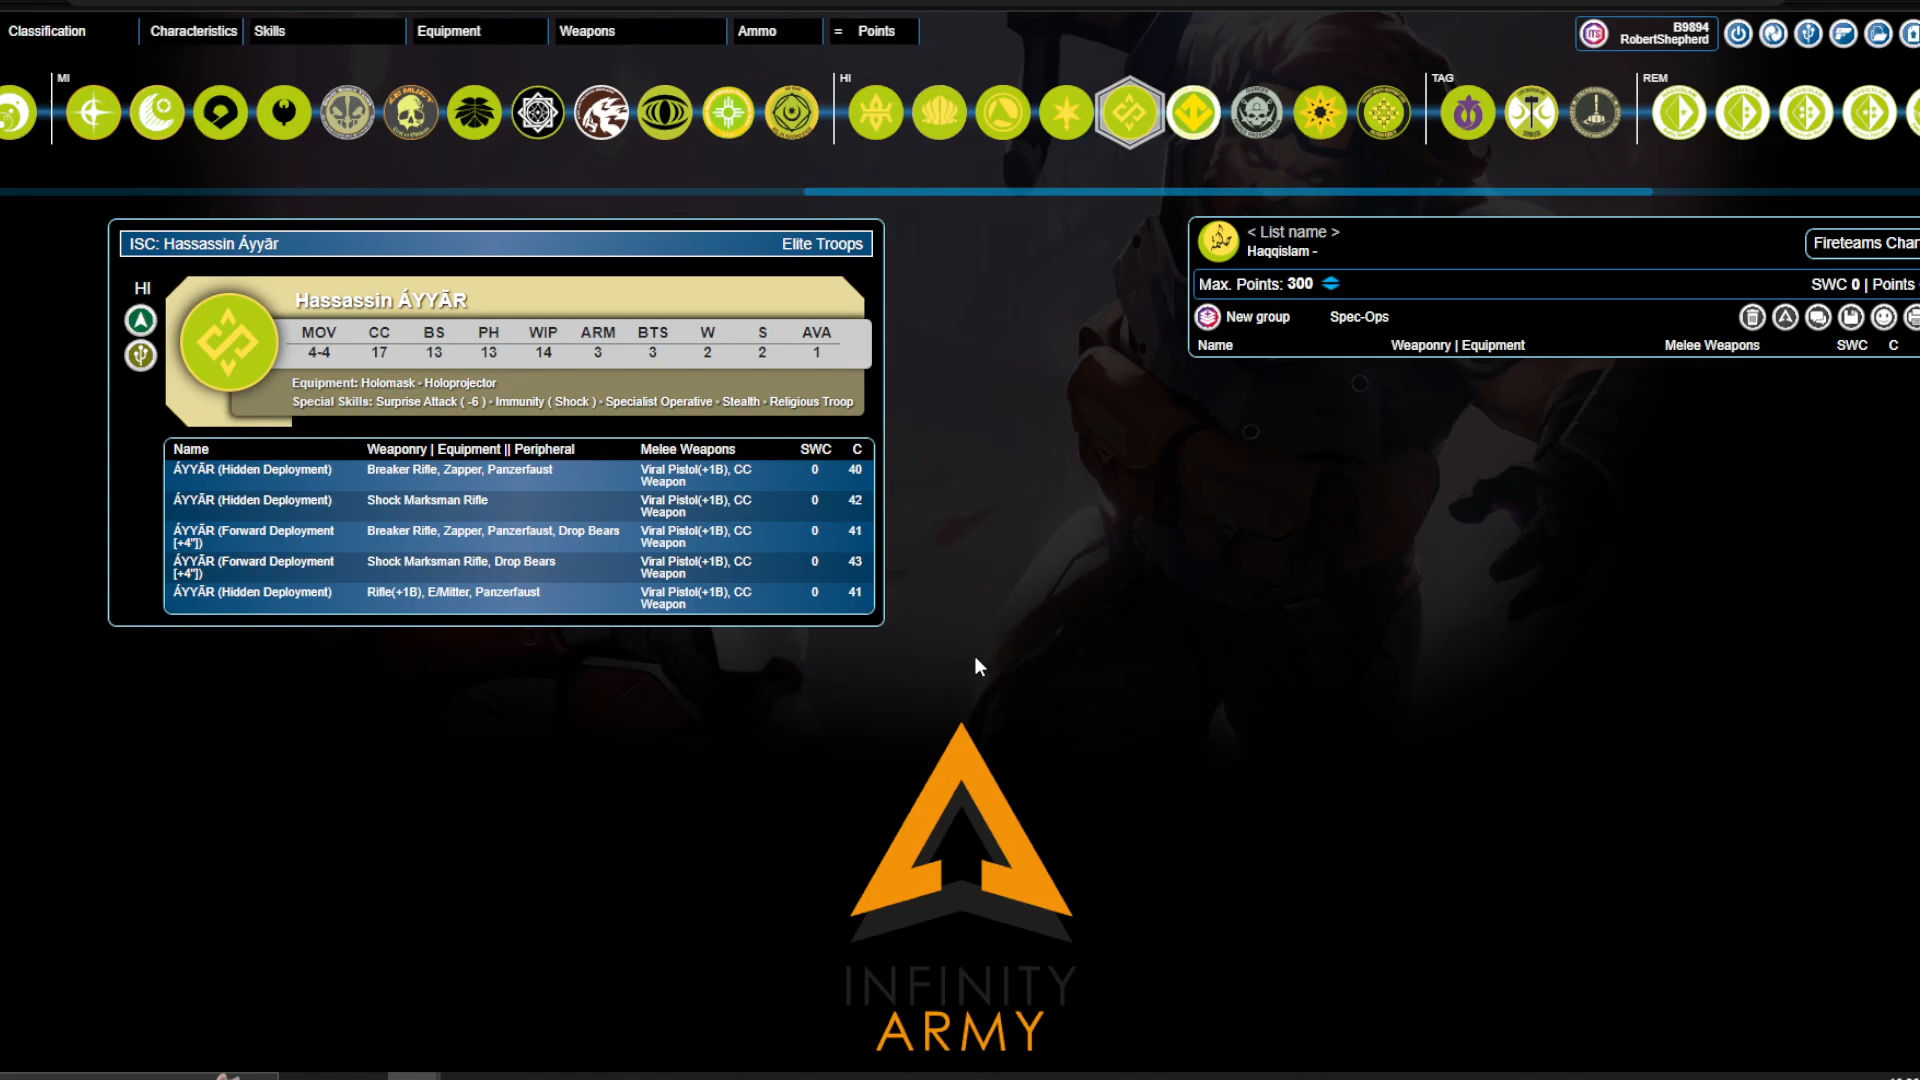 Classification Characteristics Skills Equipment Weapons Ammo = Points
B9894
RobertShepherd
MI HI TAG REM
ISC: Hassassin Áyyār Elite Troops
HI
Hassassin ÁYYĀR
MOV CC BS PH WIP ARM BTS W S AVA
4-4 17 13 13 14 3 3 2 2 1
Equipment: Holomask • Holoprojector
Special Skills: Surprise Attack ( -6 ) • Immunity ( Shock ) • Specialist Operative • Stealth • Religious Troop
Name Weaponry | Equipment || Peripheral Melee Weapons SWC C
ÁYYĀR (Hidden Deployment) Breaker Rifle, Zapper, Panzerfaust Viral Pistol(+1B), CC Weapon 0 40
ÁYYĀR (Hidden Deployment) Shock Marksman Rifle Viral Pistol(+1B), CC Weapon 0 42
ÁYYĀR (Forward Deployment [+4"]) Breaker Rifle, Zapper, Panzerfaust, Drop Bears Viral Pistol(+1B), CC Weapon 0 41
ÁYYĀR (Forward Deployment [+4"]) Shock Marksman Rifle, Drop Bears Viral Pistol(+1B), CC Weapon 0 43
ÁYYĀR (Hidden Deployment) Rifle(+1B), E/Mitter, Panzerfaust Viral Pistol(+1B), CC Weapon 0 41
< List name >
Haqqislam -
Fireteams Char
Max. Points: 300 SWC 0 | Points
New group Spec-Ops
Name Weaponry | Equipment Melee Weapons SWC C
INFINITY
ARMY